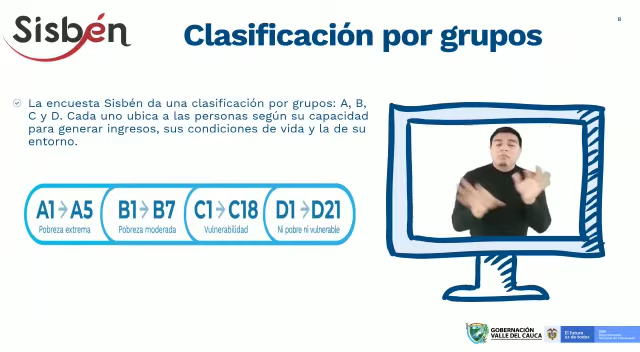 Sisbén
Clasificación por grupos
8
La encuesta Sisbén da una clasificación por grupos: A, B,
C y D. Cada uno ubica a las personas según su capacidad
para generar ingresos, sus condiciones de vida y la de su
entorno.
A1→A5 B1→B7 C1→C18 D1→D21
Pobreza extrema Pobreza moderada Vulnerabilidad Ni pobre ni vulnerable
GOBERNACIÓN
VALLE DEL CAUCA
El futuro
es de todos